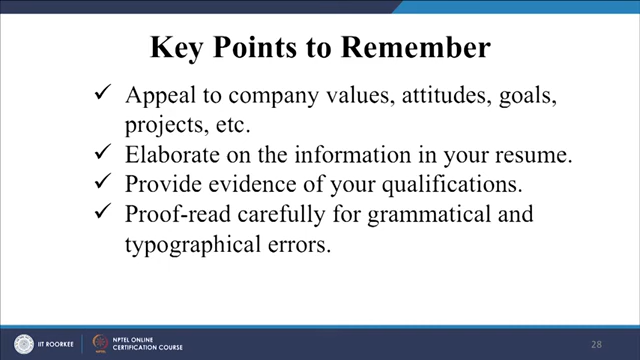 Key Points to Remember
✓ Appeal to company values, attitudes, goals,
projects, etc.
✓ Elaborate on the information in your resume.
✓ Provide evidence of your qualifications.
✓ Proof-read carefully for grammatical and
typographical errors.
IIT ROORKEE
NPTEL ONLINE
CERTIFICATION COURSE
28